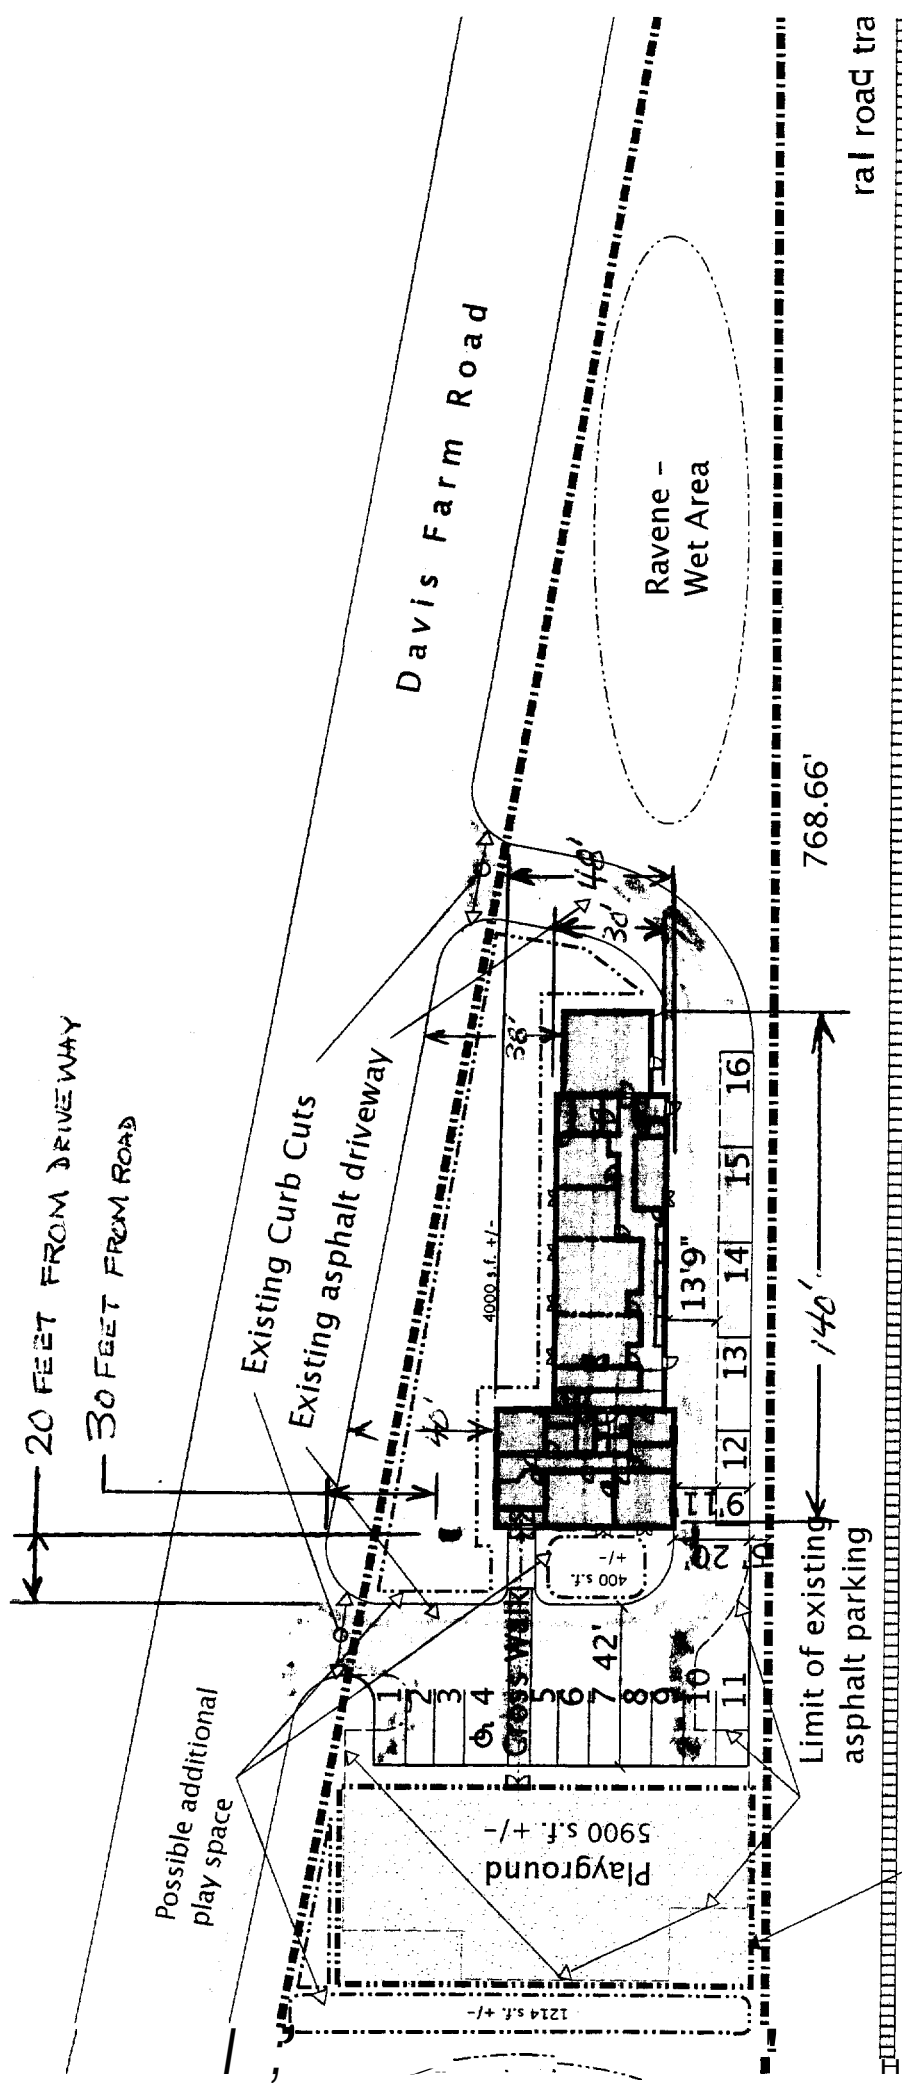 20 FEET FROM DRIVEWAY
30 FEET FROM ROAD
ral road tra
Davis Farm Road
Ravene -
Wet Area
768.66'
48'
30'
38'
40'
Existing Curb Cuts
Existing asphalt driveway
4000 s.f. +/-
13'9"
140'
12
13
14
15
16
9'11
20'
Limit of existing
asphalt parking
400 s.f.
+/-
Cross Walk
42'
1
2
3
4
5
6
7
8
9
10
11
Possible additional
play space
Playground
5900 s.f. +/-
1214 s.f. +/-